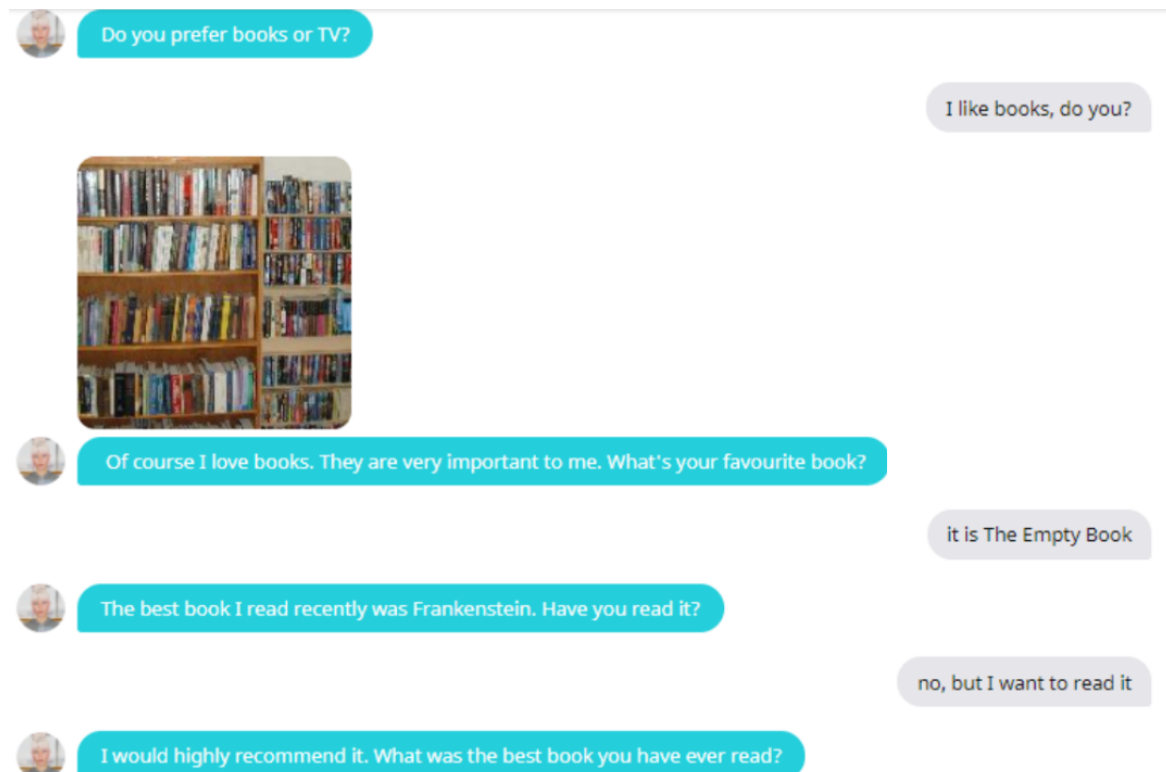 Do you prefer books or TV?
I like books, do you?
Of course I love books. They are very important to me. What's your favourite book?
it is The Empty Book
The best book I read recently was Frankenstein. Have you read it?
no, but I want to read it
I would highly recommend it. What was the best book you have ever read?